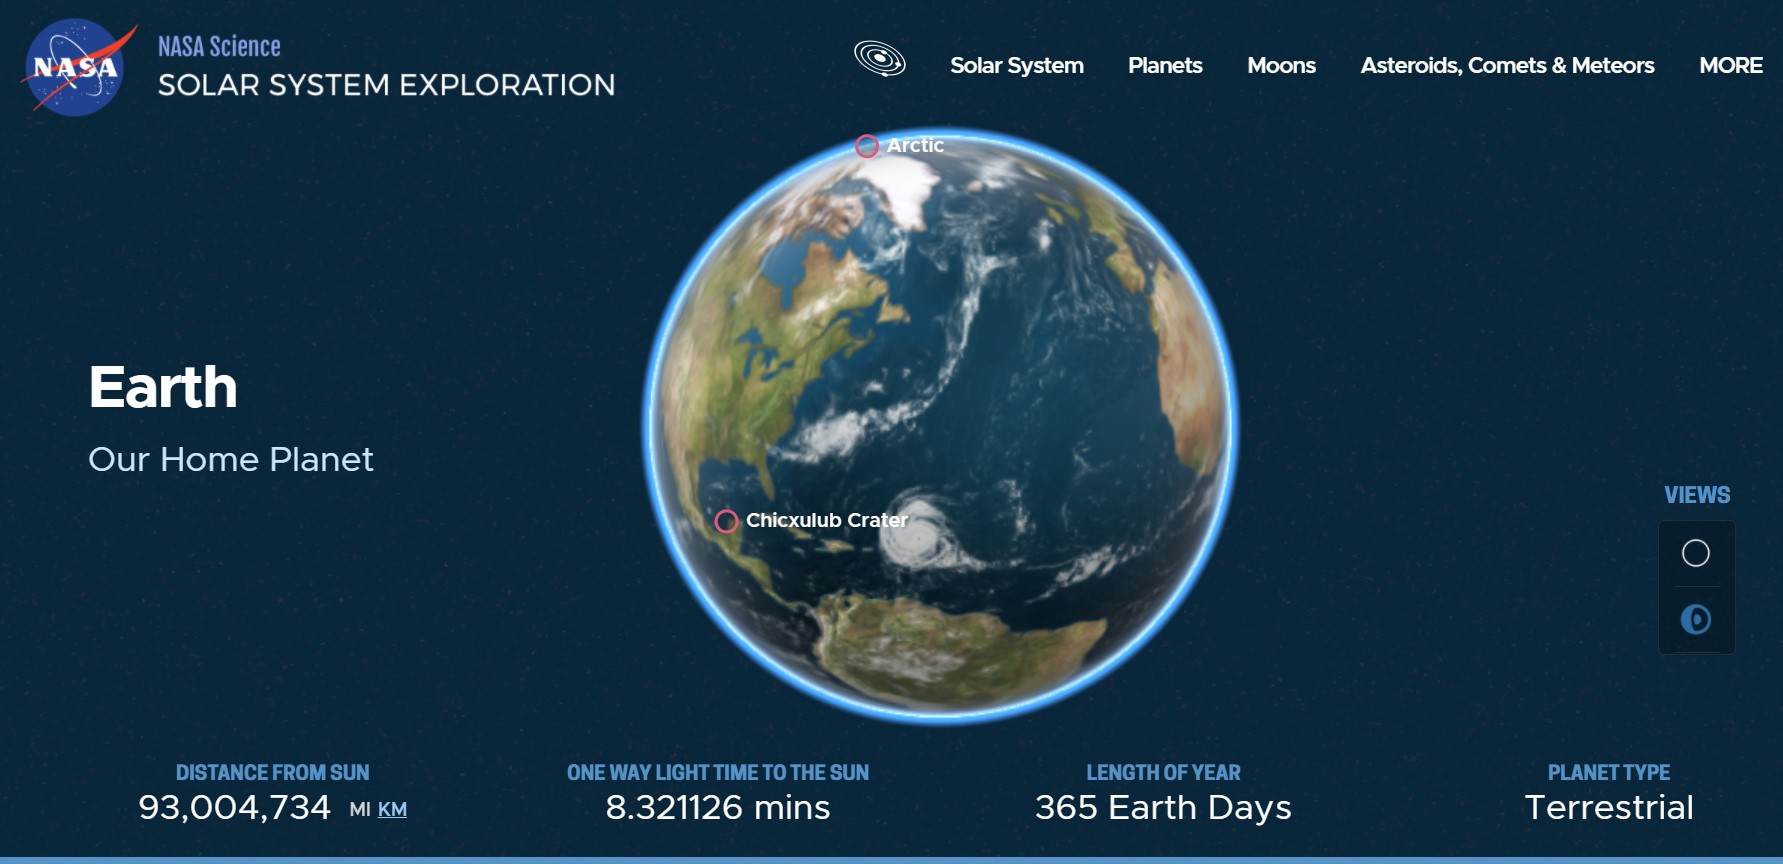 NASA
NASA Science
SOLAR SYSTEM EXPLORATION
Solar System
Planets
Moons
Asteroids, Comets & Meteors
MORE
Arctic
Earth
Our Home Planet
Chicxulub Crater
VIEWS
DISTANCE FROM SUN
93,004,734 MI KM
ONE WAY LIGHT TIME TO THE SUN
8.321126 mins
LENGTH OF YEAR
365 Earth Days
PLANET TYPE
Terrestrial